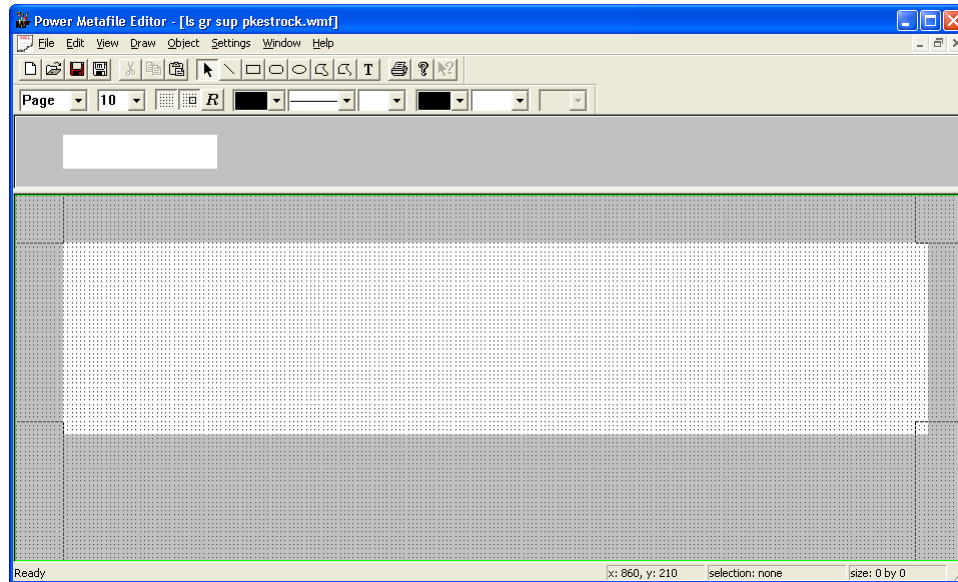 Power Metafile Editor - [ls gr sup pkestrock.wmf]
File Edit View Draw Object Settings Window Help
T ?
Page 10 R
Ready x: 860, y: 210 selection: none size: 0 by 0